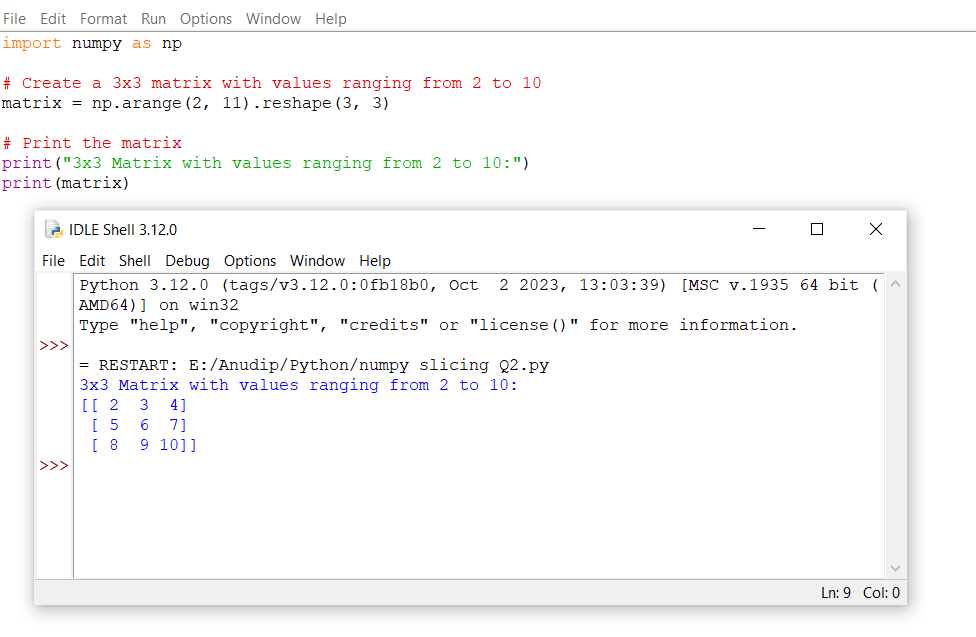 File Edit Format Run Options Window Help
import numpy as np
# Create a 3x3 matrix with values ranging from 2 to 10
matrix = np.arange(2, 11).reshape(3, 3)
# Print the matrix
print("3x3 Matrix with values ranging from 2 to 10:")
print(matrix)
IDLE Shell 3.12.0
File Edit Shell Debug Options Window Help
Python 3.12.0 (tags/v3.12.0:0fb18b0, Oct  2 2023, 13:03:39) [MSC v.1935 64 bit (
AMD64)] on win32
Type "help", "copyright", "credits" or "license()" for more information.
>>>
= RESTART: E:/Anudip/Python/numpy slicing Q2.py
3x3 Matrix with values ranging from 2 to 10:
[[ 2  3  4]
 [ 5  6  7]
 [ 8  9 10]]
>>>
Ln: 9 Col: 0